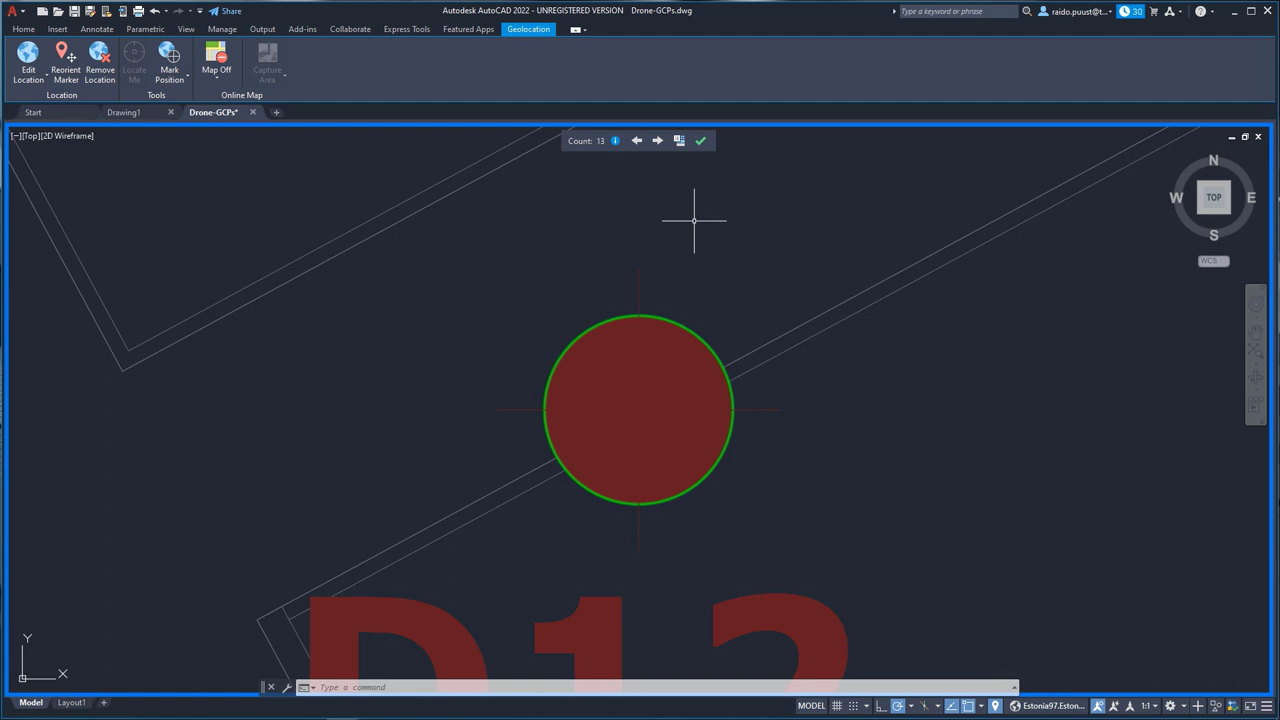 Share
Autodesk AutoCAD 2022 - UNREGISTERED VERSION Drone-GCPs.dwg
Type a keyword or phrase
raido.puust@t...
30
Home Insert Annotate Parametric View Manage Output Add-ins Collaborate Express Tools Featured Apps Geolocation
Edit Location
Reorient Marker
Remove Location
Locate Me
Mark Position
Map Off
Capture Area
Location Tools Online Map
Start Drawing1 Drone-GCPs*
[−][Top][2D Wireframe]
Count: 13
N
W TOP E
S
WCS
D12
Y
X
Type a command
Model Layout1
MODEL
Estonia97.Eston...
1:1